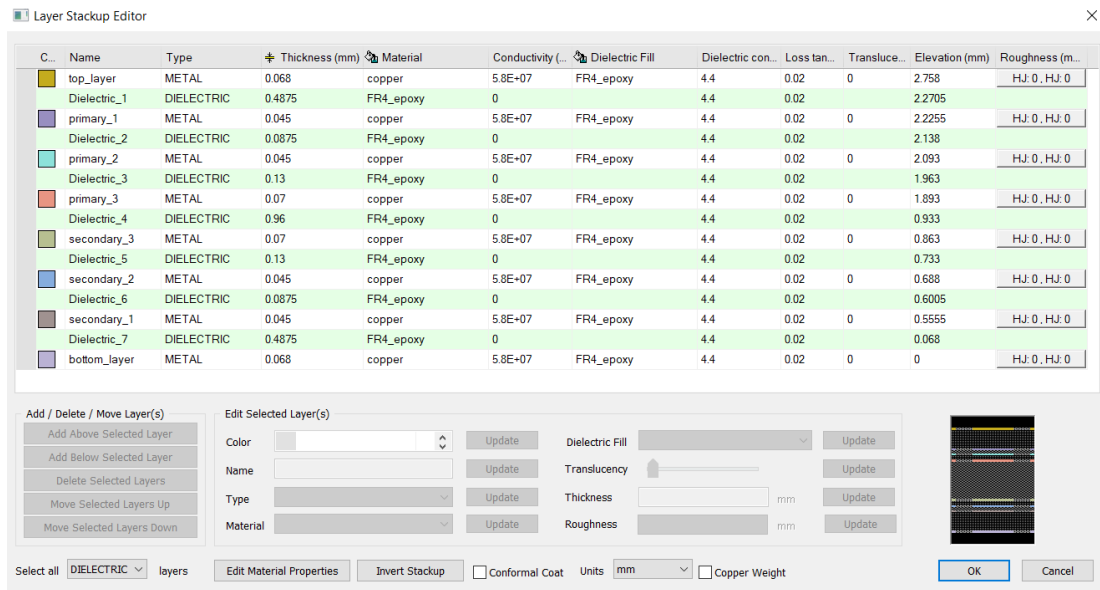 Layer Stackup Editor
C... Name Type Thickness (mm) Material Conductivity (... Dielectric Fill Dielectric con... Loss tan... Transluce... Elevation (mm) Roughness (m...
top_layer METAL 0.068 copper 5.8E+07 FR4_epoxy 4.4 0.02 0 2.758 HJ: 0 , HJ: 0
Dielectric_1 DIELECTRIC 0.4875 FR4_epoxy 0 4.4 0.02 2.2705
primary_1 METAL 0.045 copper 5.8E+07 FR4_epoxy 4.4 0.02 0 2.2255 HJ: 0 , HJ: 0
Dielectric_2 DIELECTRIC 0.0875 FR4_epoxy 0 4.4 0.02 2.138
primary_2 METAL 0.045 copper 5.8E+07 FR4_epoxy 4.4 0.02 0 2.093 HJ: 0 , HJ: 0
Dielectric_3 DIELECTRIC 0.13 FR4_epoxy 0 4.4 0.02 1.963
primary_3 METAL 0.07 copper 5.8E+07 FR4_epoxy 4.4 0.02 0 1.893 HJ: 0 , HJ: 0
Dielectric_4 DIELECTRIC 0.96 FR4_epoxy 0 4.4 0.02 0.933
secondary_3 METAL 0.07 copper 5.8E+07 FR4_epoxy 4.4 0.02 0 0.863 HJ: 0 , HJ: 0
Dielectric_5 DIELECTRIC 0.13 FR4_epoxy 0 4.4 0.02 0.733
secondary_2 METAL 0.045 copper 5.8E+07 FR4_epoxy 4.4 0.02 0 0.688 HJ: 0 , HJ: 0
Dielectric_6 DIELECTRIC 0.0875 FR4_epoxy 0 4.4 0.02 0.6005
secondary_1 METAL 0.045 copper 5.8E+07 FR4_epoxy 4.4 0.02 0 0.5555 HJ: 0 , HJ: 0
Dielectric_7 DIELECTRIC 0.4875 FR4_epoxy 0 4.4 0.02 0.068
bottom_layer METAL 0.068 copper 5.8E+07 FR4_epoxy 4.4 0.02 0 0 HJ: 0 , HJ: 0
Add / Delete / Move Layer(s)
Add Above Selected Layer
Add Below Selected Layer
Delete Selected Layers
Move Selected Layers Up
Move Selected Layers Down
Edit Selected Layer(s)
Color Update Dielectric Fill Update
Name Update Translucency Update
Type Update Thickness mm Update
Material Update Roughness mm Update
Select all DIELECTRIC layers Edit Material Properties Invert Stackup Conformal Coat Units mm Copper Weight OK Cancel